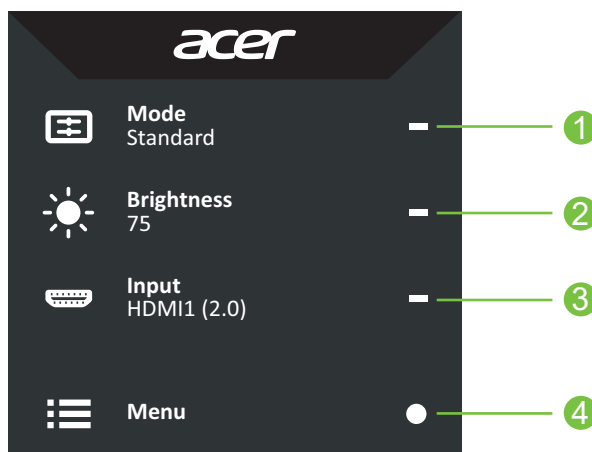 acer
Mode
Standard
1
Brightness
75
2
Input
HDMI1 (2.0)
3
Menu
4